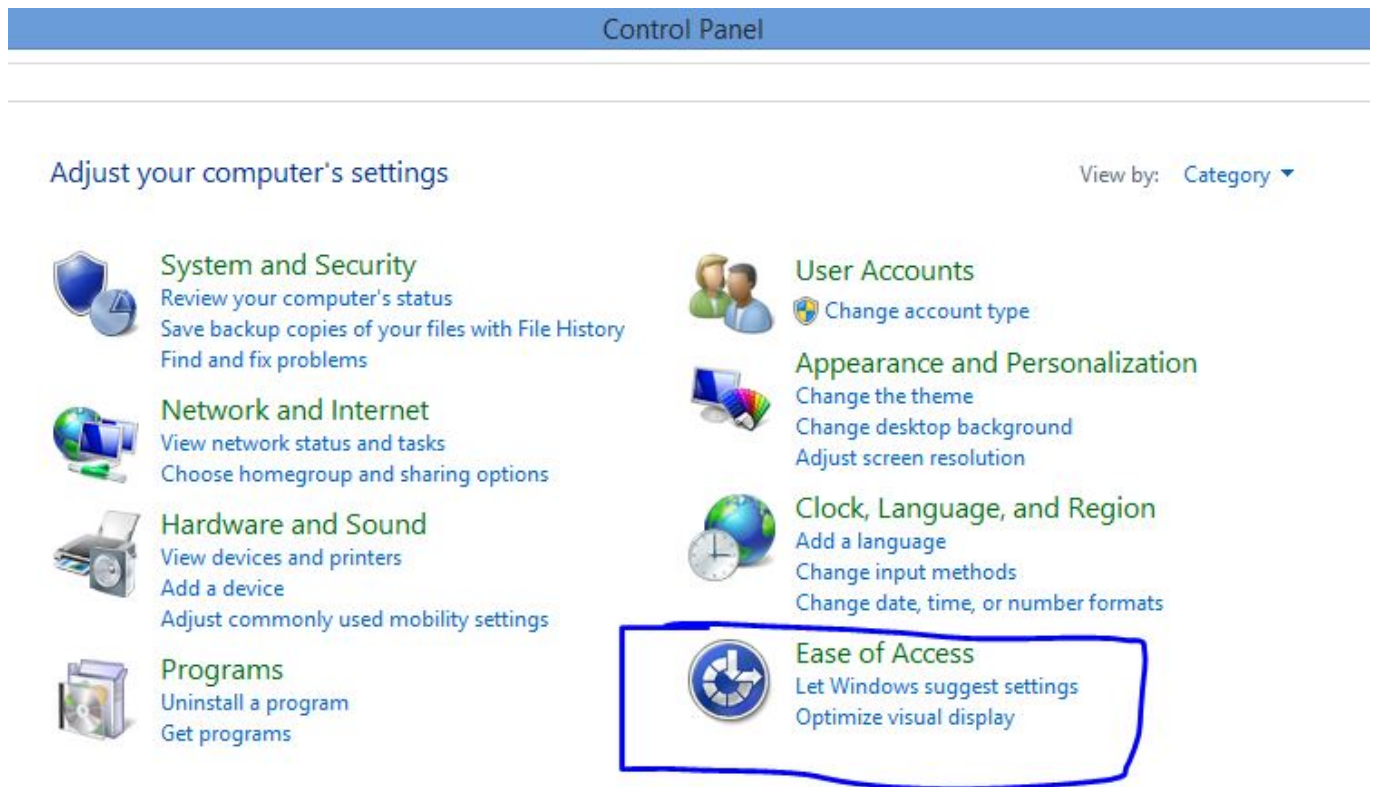 Control Panel
Adjust your computer's settings
View by: Category
System and Security
Review your computer's status
Save backup copies of your files with File History
Find and fix problems
Network and Internet
View network status and tasks
Choose homegroup and sharing options
Hardware and Sound
View devices and printers
Add a device
Adjust commonly used mobility settings
Programs
Uninstall a program
Get programs
User Accounts
Change account type
Appearance and Personalization
Change the theme
Change desktop background
Adjust screen resolution
Clock, Language, and Region
Add a language
Change input methods
Change date, time, or number formats
Ease of Access
Let Windows suggest settings
Optimize visual display